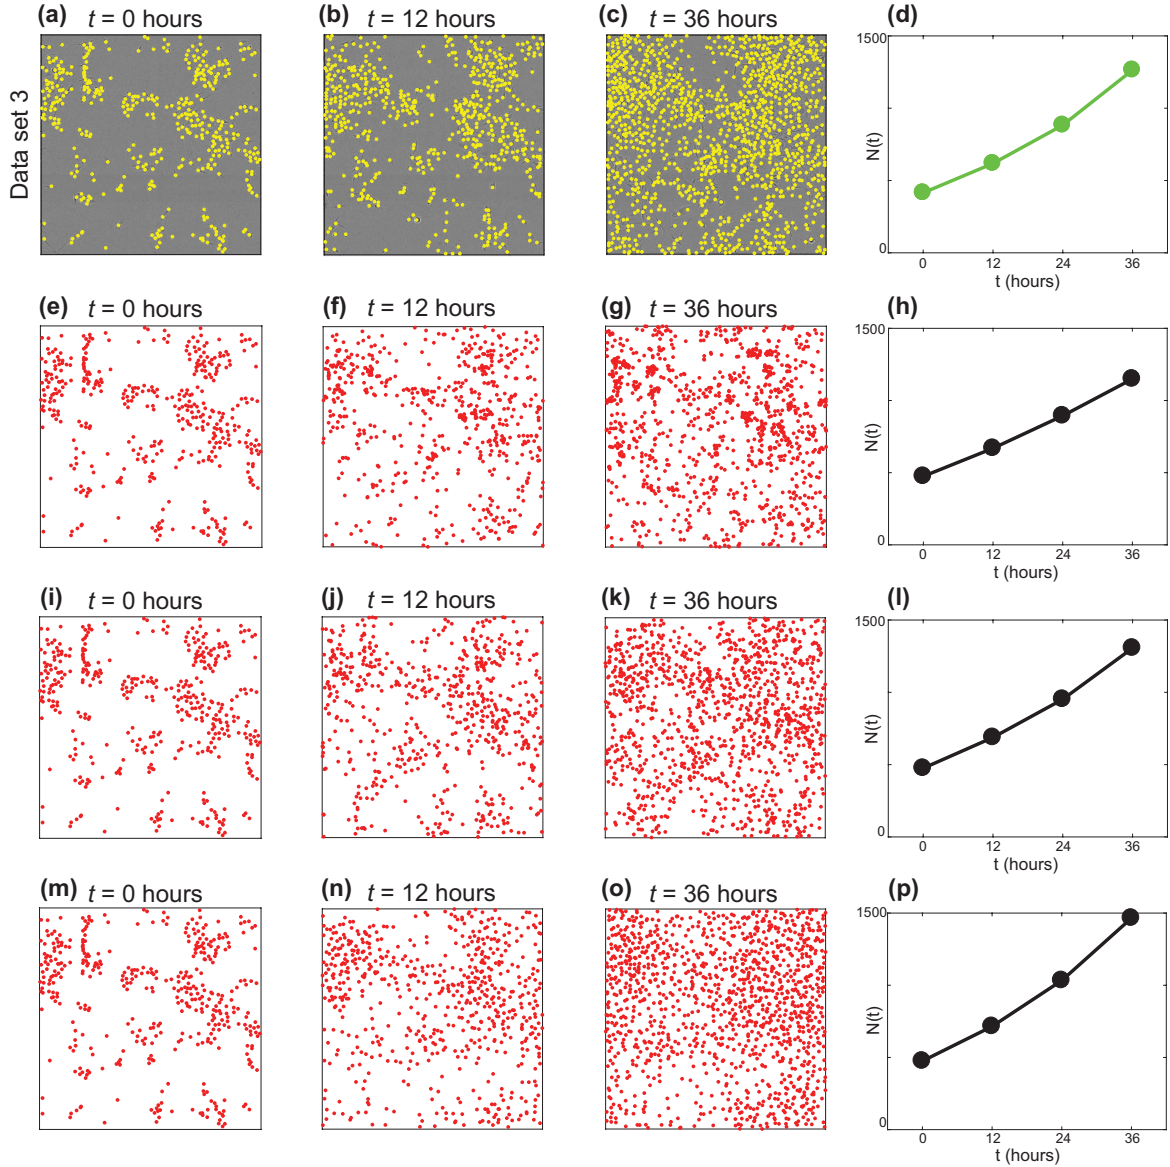 (a) t = 0 hours
(b) t = 12 hours
(c) t = 36 hours
(d)
Data set 3
1500
N(t)
0
0 12 24 36
t (hours)
(e) t = 0 hours
(f) t = 12 hours
(g) t = 36 hours
(h)
1500
N(t)
0
0 12 24 36
t (hours)
(i) t = 0 hours
(j) t = 12 hours
(k) t = 36 hours
(l)
1500
N(t)
0
0 12 24 36
t (hours)
(m) t = 0 hours
(n) t = 12 hours
(o) t = 36 hours
(p)
1500
N(t)
0
0 12 24 36
t (hours)